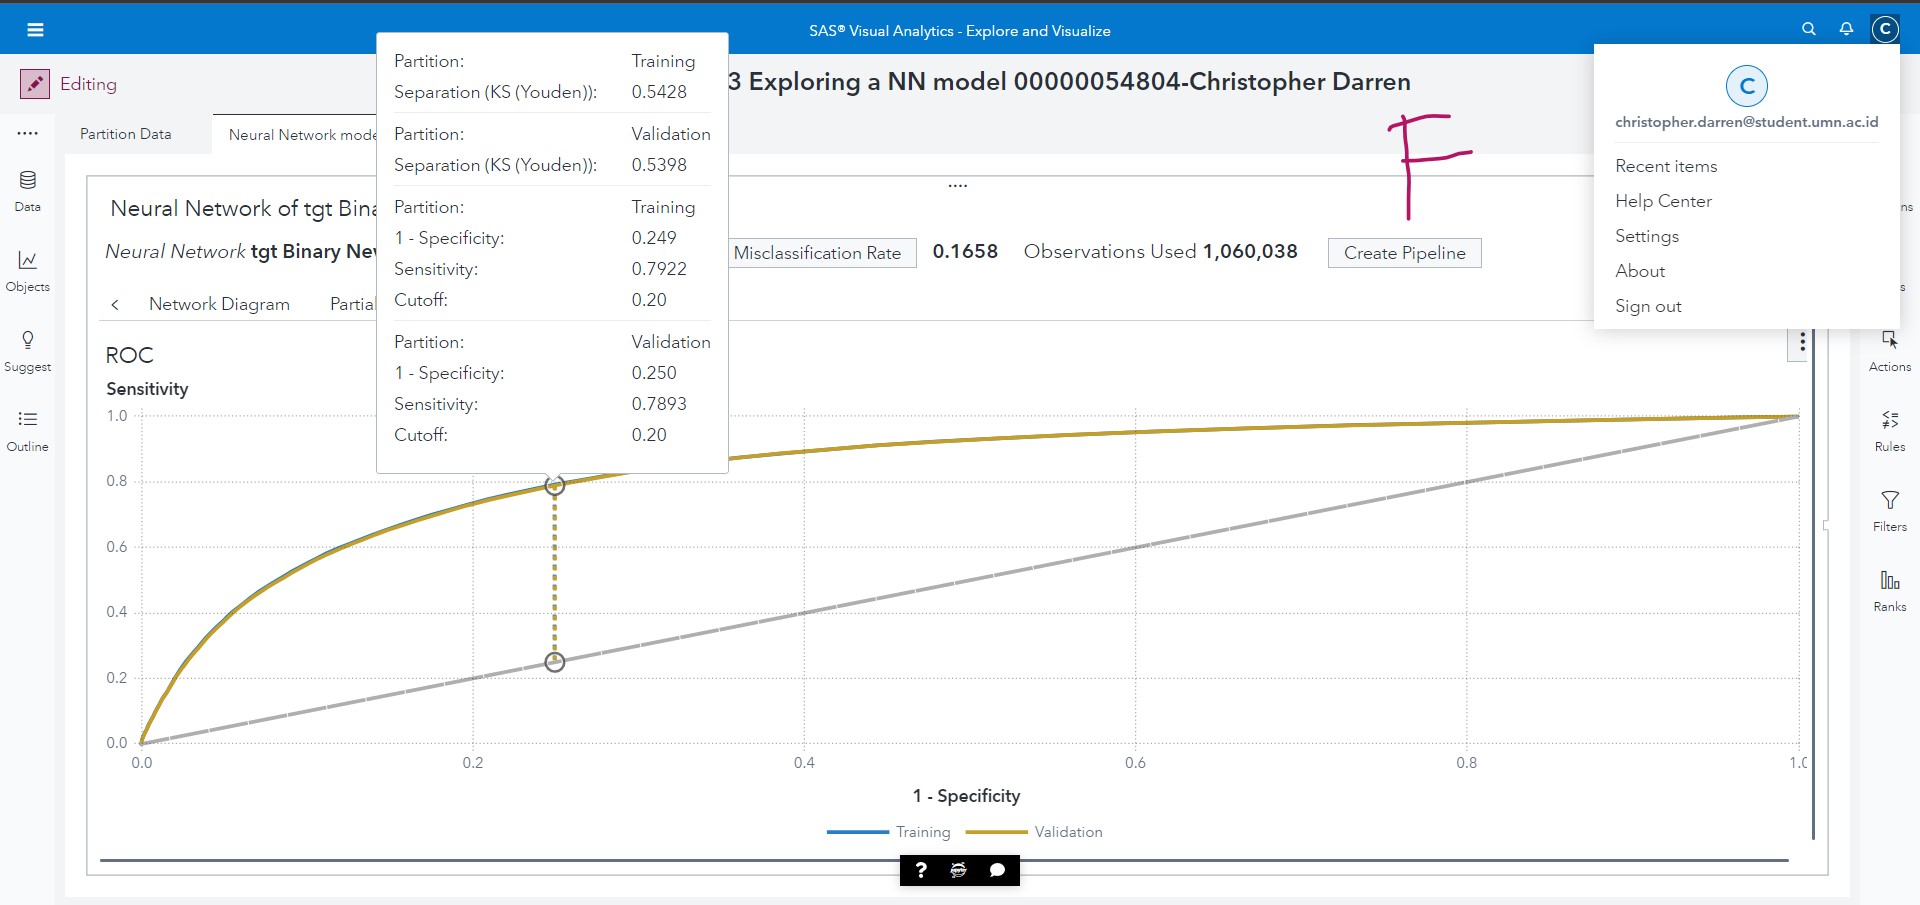 SAS® Visual Analytics - Explore and Visualize
C
Editing
3 Exploring a NN model 00000054804-Christopher Darren
Partition Data
Neural Network
F
Data
Objects
Suggest
Outline
Neural Network of tgt
Neural Network tgt Binary
Misclassification Rate 0.1658 Observations Used 1,060,038 Create Pipeline
Network Diagram
Partition: Training
Separation (KS (Youden)): 0.5428
Partition: Validation
Separation (KS (Youden)): 0.5398
Partition: Training
1 - Specificity: 0.249
Sensitivity: 0.7922
Cutoff: 0.20
Partition: Validation
1 - Specificity: 0.250
Sensitivity: 0.7893
Cutoff: 0.20
C
christopher.darren@student.umn.ac.id
Recent items
Help Center
Settings
About
Sign out
Actions
Rules
Filters
Ranks
ROC
Sensitivity
1.0
0.8
0.6
0.4
0.2
0.0
0.0 0.2 0.4 0.6 0.8
1 - Specificity
Training Validation
?